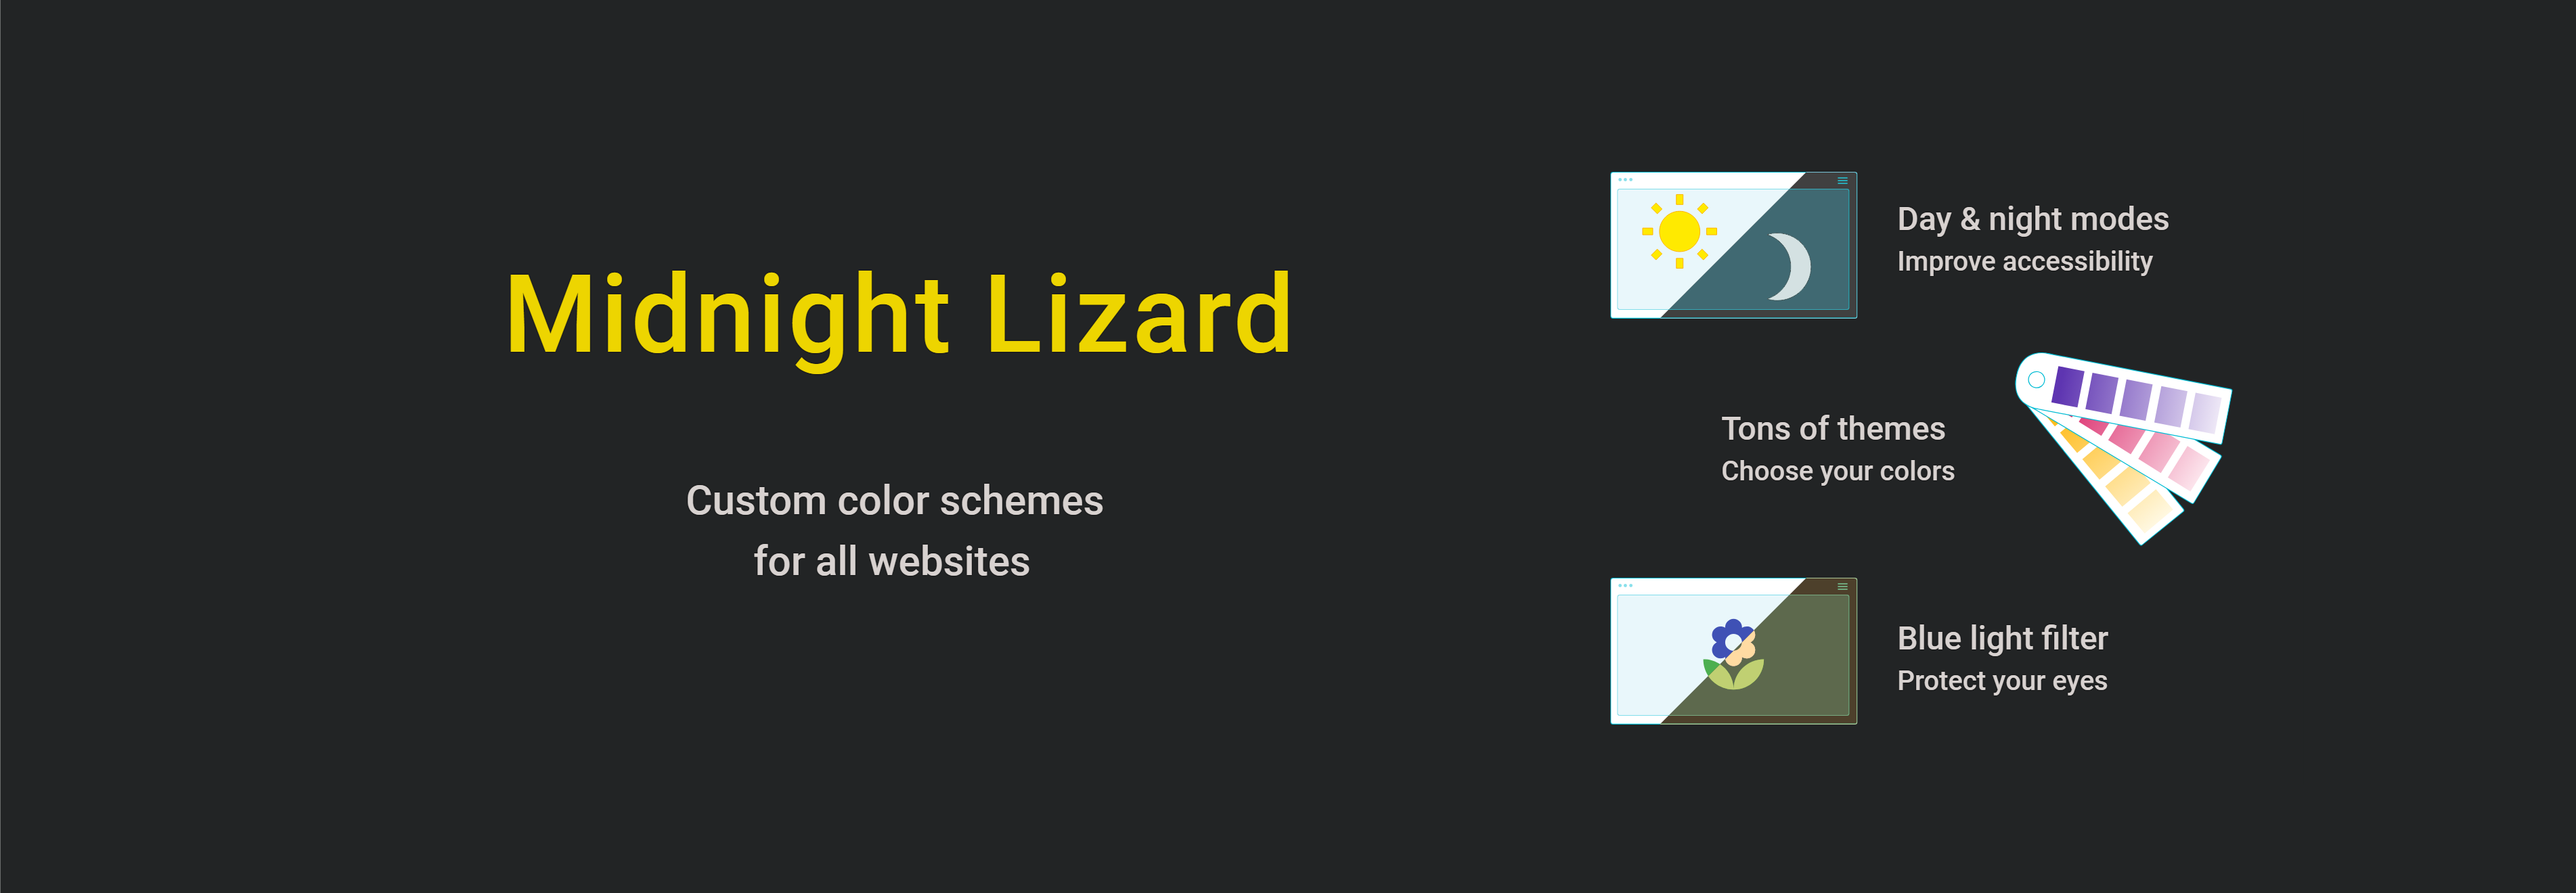 Midnight Lizard
Custom color schemes
for all websites
Day & night modes
Improve accessibility
Tons of themes
Choose your colors
Blue light filter
Protect your eyes